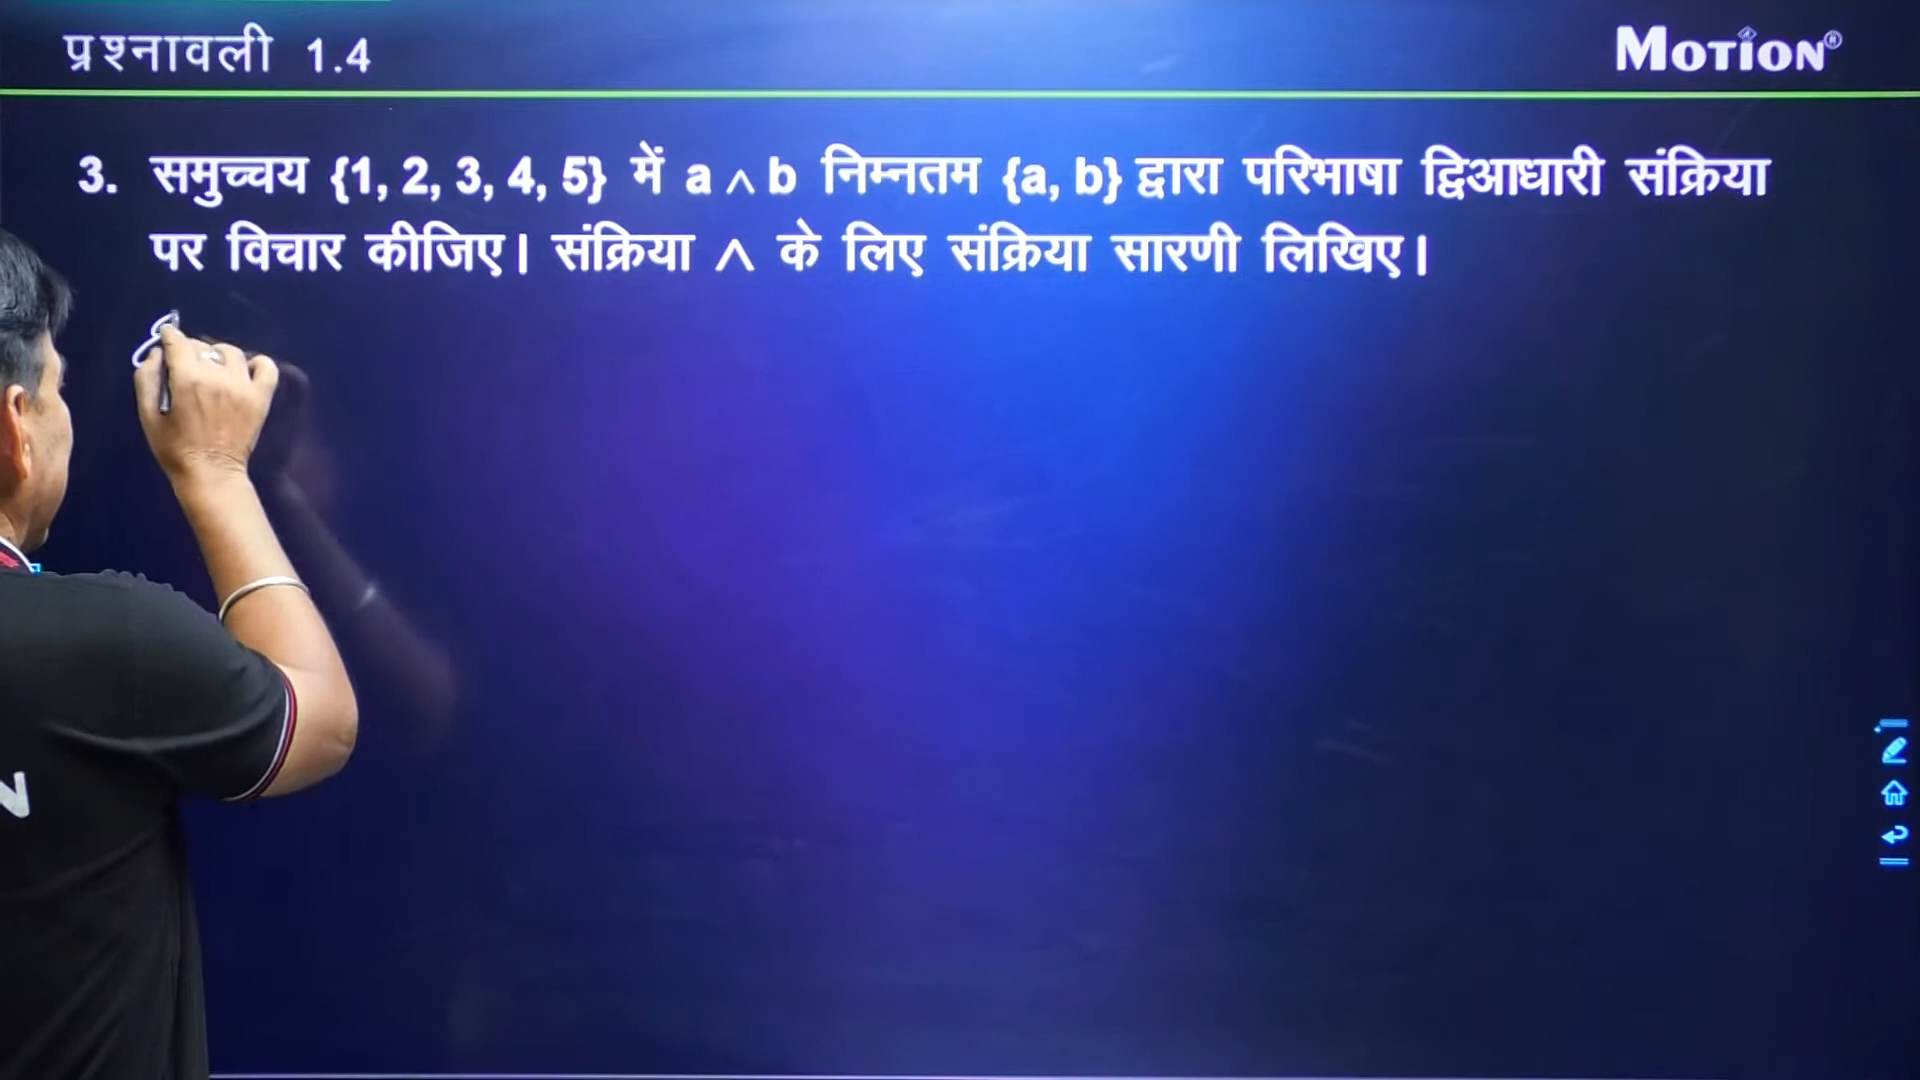 प्रश्नावली 1.4
MOTION®
3. समुच्चय {1, 2, 3, 4, 5} में a ∧ b निम्नतम {a, b} द्वारा परिभाषा द्विआधारी संक्रिया
पर विचार कीजिए। संक्रिया ∧ के लिए संक्रिया सारणी लिखिए।
N